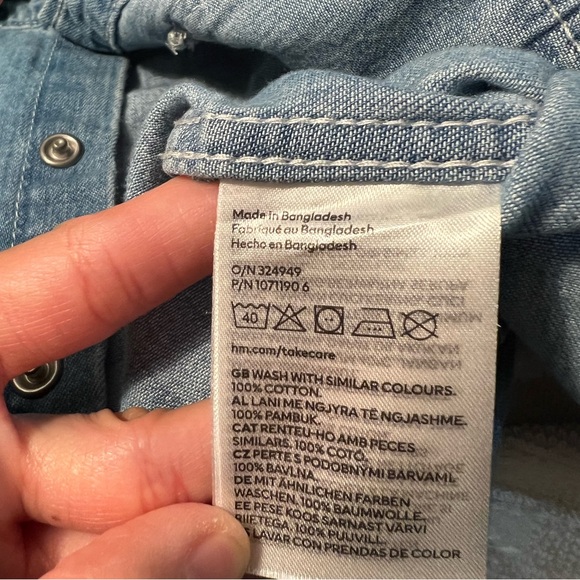 Made in Bangladesh
Fabriqué au Bangladesh
Hecho en Bangladesh
O/N 324949
P/N 1071190 6
40
hm.com/takecare
GB WASH WITH SIMILAR COLOURS.
100% COTTON.
AL LANI ME NGJYRA TË NGJASHME.
100% PAMBUK.
CAT RENTEU-HO AMB PECES
SIMILARS. 100% COTÓ.
CZ PERTE S PODOBNÝMI BARVAMI.
100% BAVLNA.
DE MIT ÄHNLICHEN FARBEN
WASCHEN. 100% BAUMWOLLE.
EE PESE KOOS SARNAST VÄRVI
RIIETEGA. 100% PUUVILL.
LAVAR CON PRENDAS DE COLOR